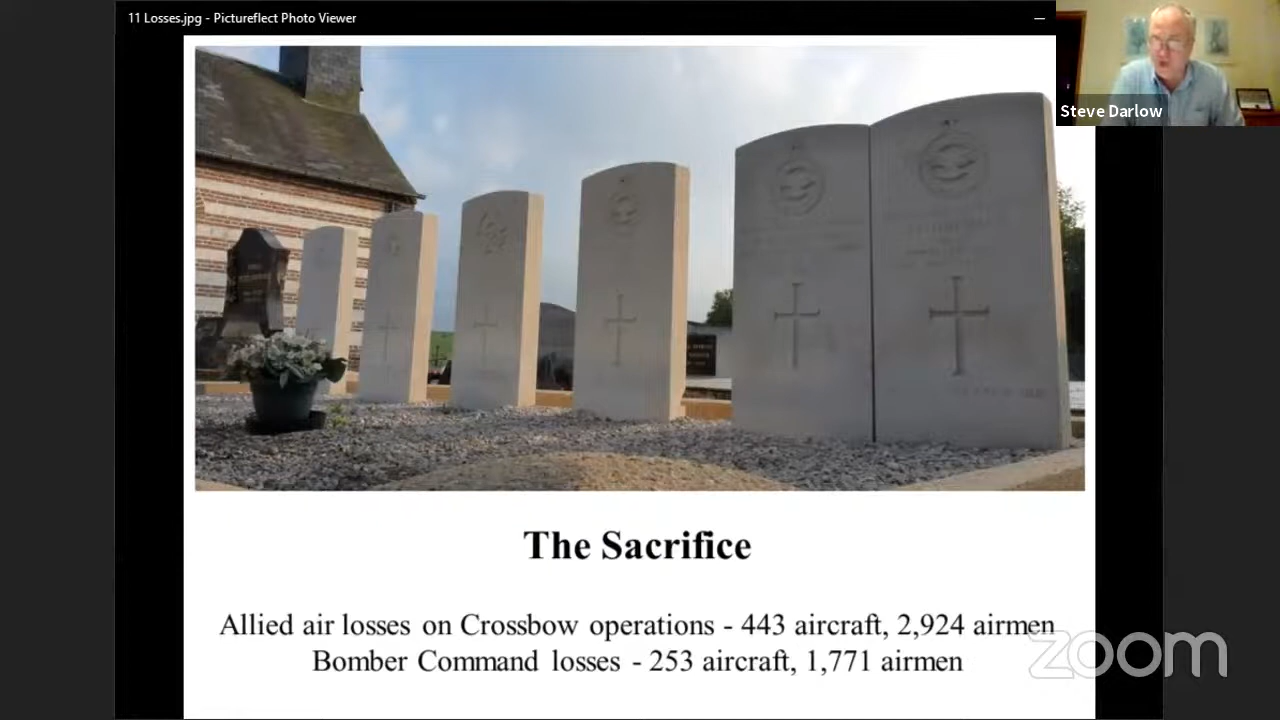 11 Losses.jpg - Pictureflect Photo Viewer
Steve Darlow
The Sacrifice
Allied air losses on Crossbow operations - 443 aircraft, 2,924 airmen
Bomber Command losses - 253 aircraft, 1,771 airmen
zoom